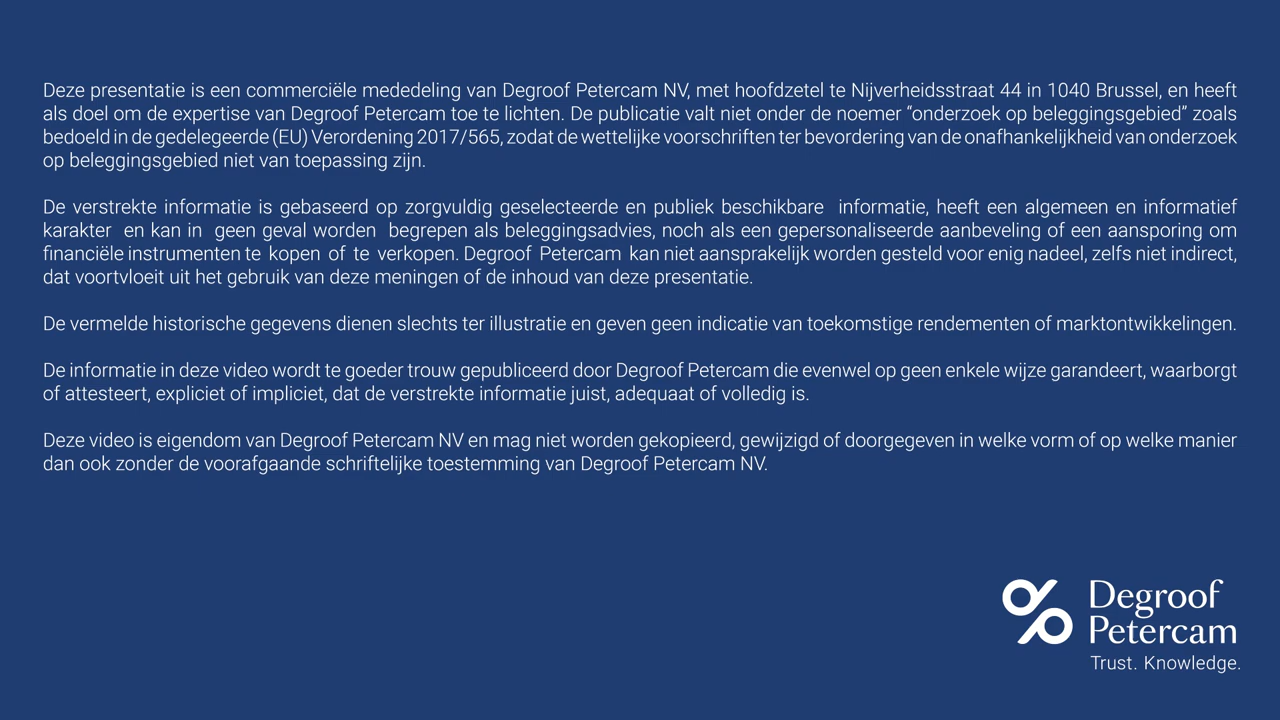 Deze presentatie is een commerciële mededeling van Degroof Petercam NV, met hoofdzetel te Nijverheidsstraat 44 in 1040 Brussel, en heeft
als doel om de expertise van Degroof Petercam toe te lichten. De publicatie valt niet onder de noemer “onderzoek op beleggingsgebied” zoals
bedoeld in de gedelegeerde (EU) Verordening 2017/565, zodat de wettelijke voorschriften ter bevordering van de onafhankelijkheid van onderzoek
op beleggingsgebied niet van toepassing zijn.
De verstrekte informatie is gebaseerd op zorgvuldig geselecteerde en publiek beschikbare informatie, heeft een algemeen en informatief
karakter en kan in geen geval worden begrepen als beleggingsadvies, noch als een gepersonaliseerde aanbeveling of een aansporing om
financiële instrumenten te kopen of te verkopen. Degroof Petercam kan niet aansprakelijk worden gesteld voor enig nadeel, zelfs niet indirect,
dat voortvloeit uit het gebruik van deze meningen of de inhoud van deze presentatie.
De vermelde historische gegevens dienen slechts ter illustratie en geven geen indicatie van toekomstige rendementen of marktontwikkelingen.
De informatie in deze video wordt te goeder trouw gepubliceerd door Degroof Petercam die evenwel op geen enkele wijze garandeert, waarborgt
of attesteert, expliciet of impliciet, dat de verstrekte informatie juist, adequaat of volledig is.
Deze video is eigendom van Degroof Petercam NV en mag niet worden gekopieerd, gewijzigd of doorgegeven in welke vorm of op welke manier
dan ook zonder de voorafgaande schriftelijke toestemming van Degroof Petercam NV.
Degroof
Petercam
Trust. Knowledge.